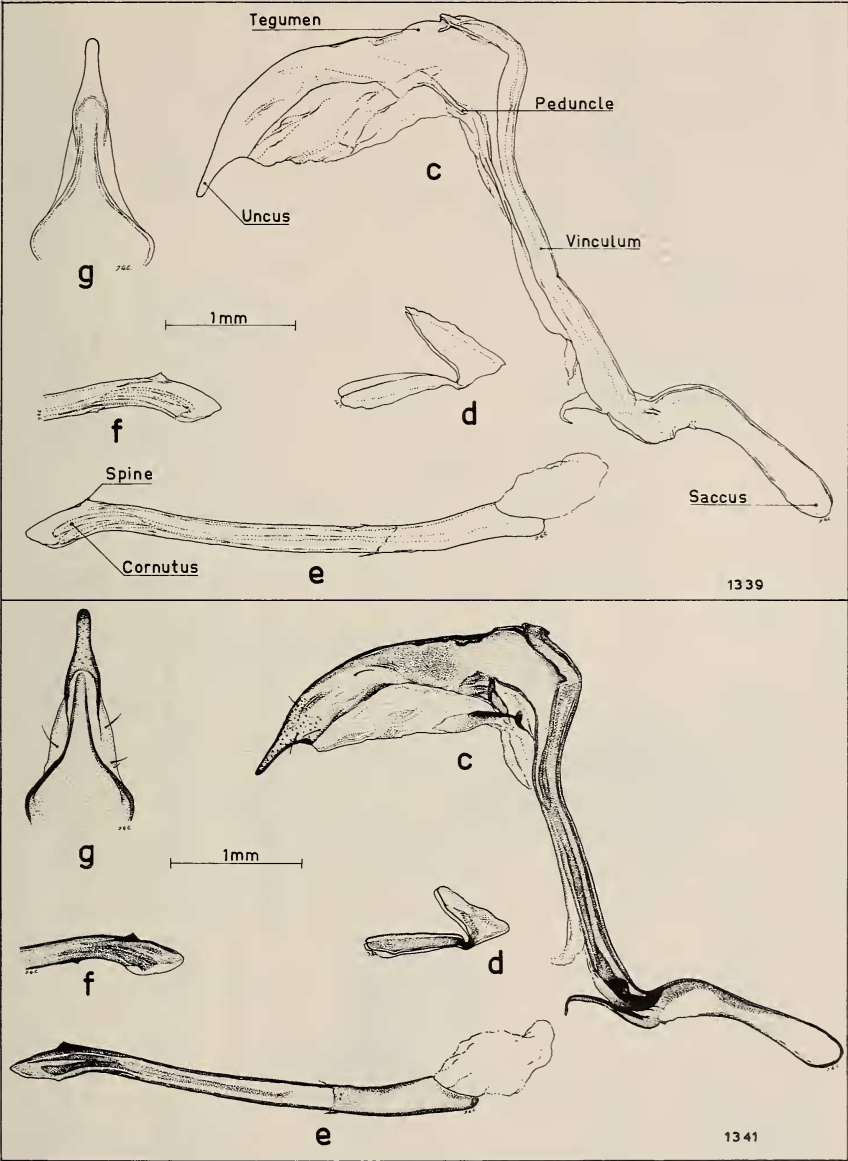 Tegumen
Peduncle
c
Uncus
Vinculum
g
J.G.C.
1mm
d
f
Spine
Saccus
J.G.C.
Cornutus
J.G.C.
e
1339
c
g
J.G.C.
1mm
d
f
J.G.C.
J.G.C.
J.G.C.
e
1341